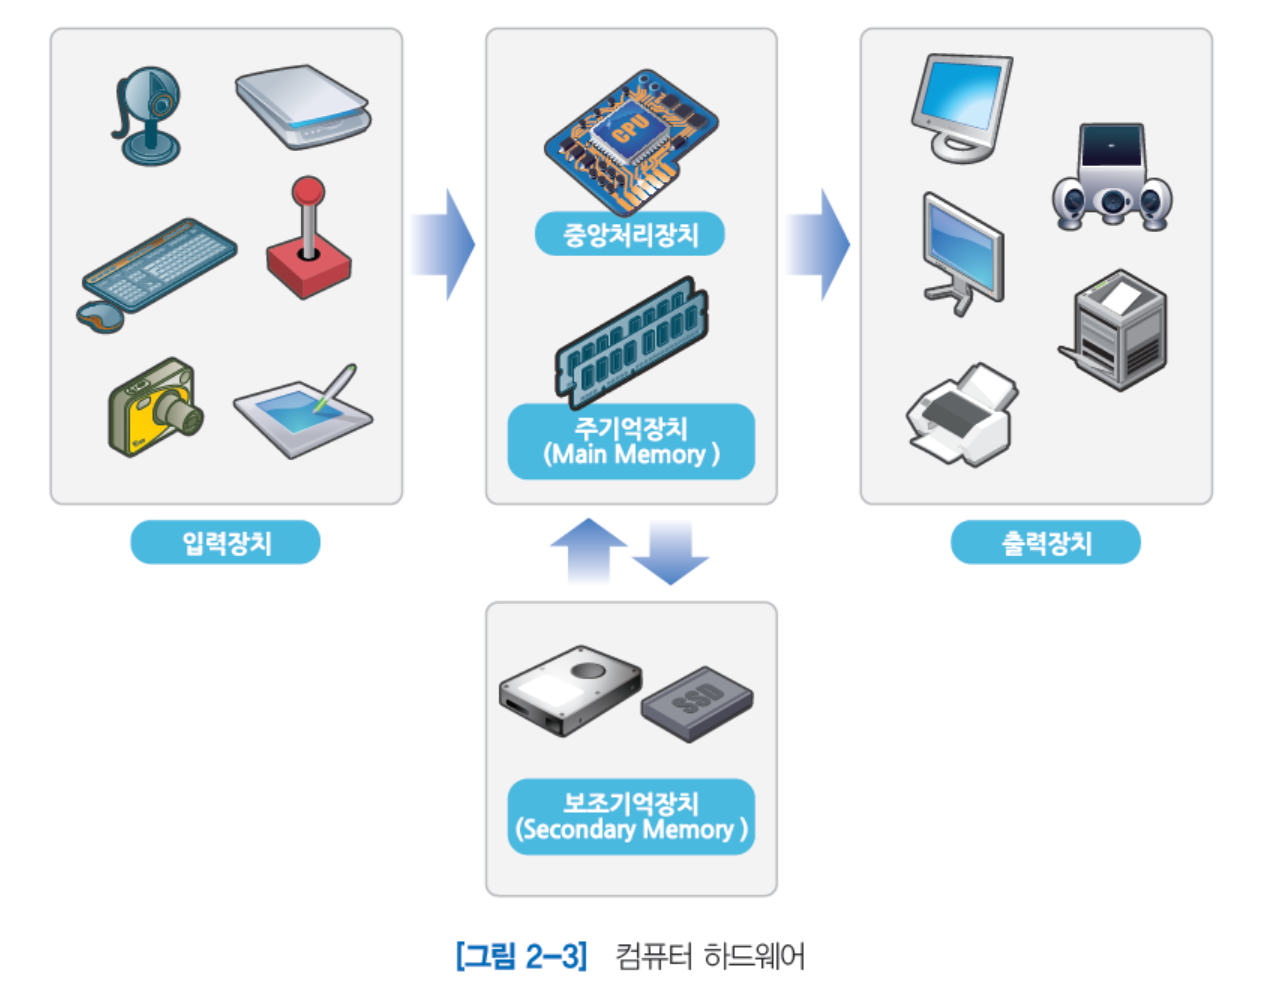 CPU
중앙처리장치
주기억장치
(Main Memory )
입력장치
출력장치
SSD
보조기억장치
(Secondary Memory )
[그림 2-3] 컴퓨터 하드웨어